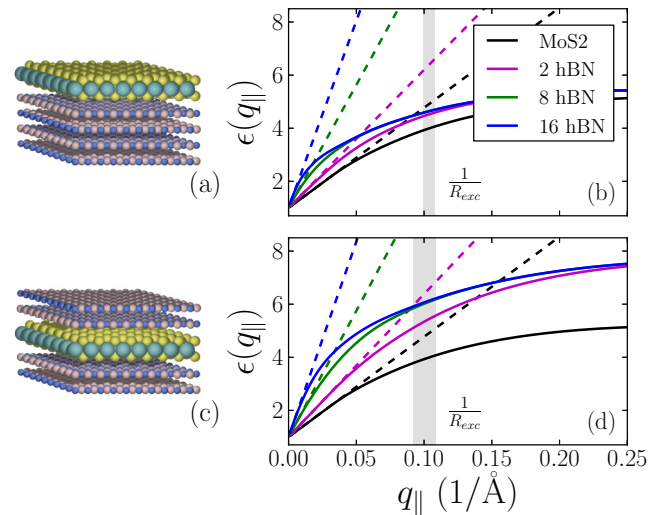 (a)
ϵ(q∥)
8
6
4
2
MoS2
2 hBN
8 hBN
16 hBN
1
R_exc
(b)
(c)
ϵ(q∥)
8
6
4
2
1
R_exc
(d)
0.00 0.05 0.10 0.15 0.20 0.25
q∥ (1/Å)